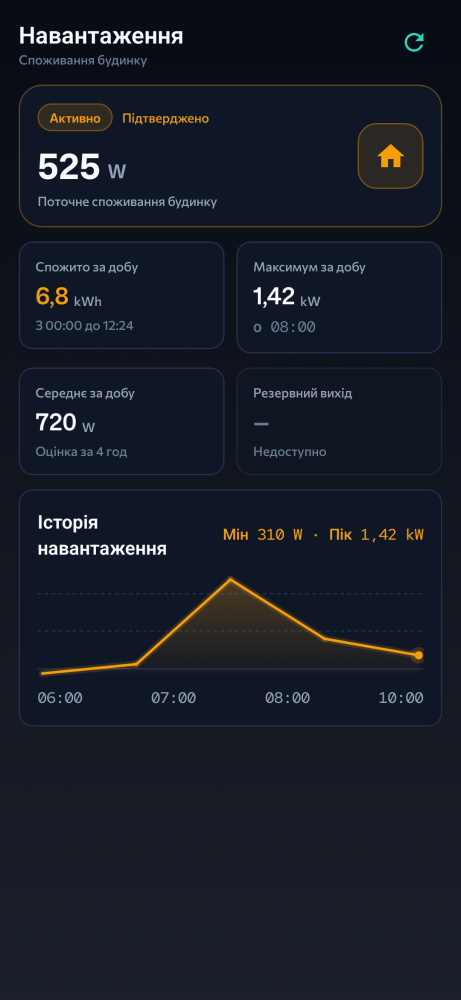 Навантаження
Споживання будинку
Активно Підтверджено
525 W
Поточне споживання будинку
Спожито за добу
6,8 kWh
З 00:00 до 12:24
Максимум за добу
1,42 kW
о 08:00
Середнє за добу
720 W
Оцінка за 4 год
Резервний вихід
—
Недоступно
Історія
навантаження
Мін 310 W · Пік 1,42 kW
06:00 07:00 08:00 10:00